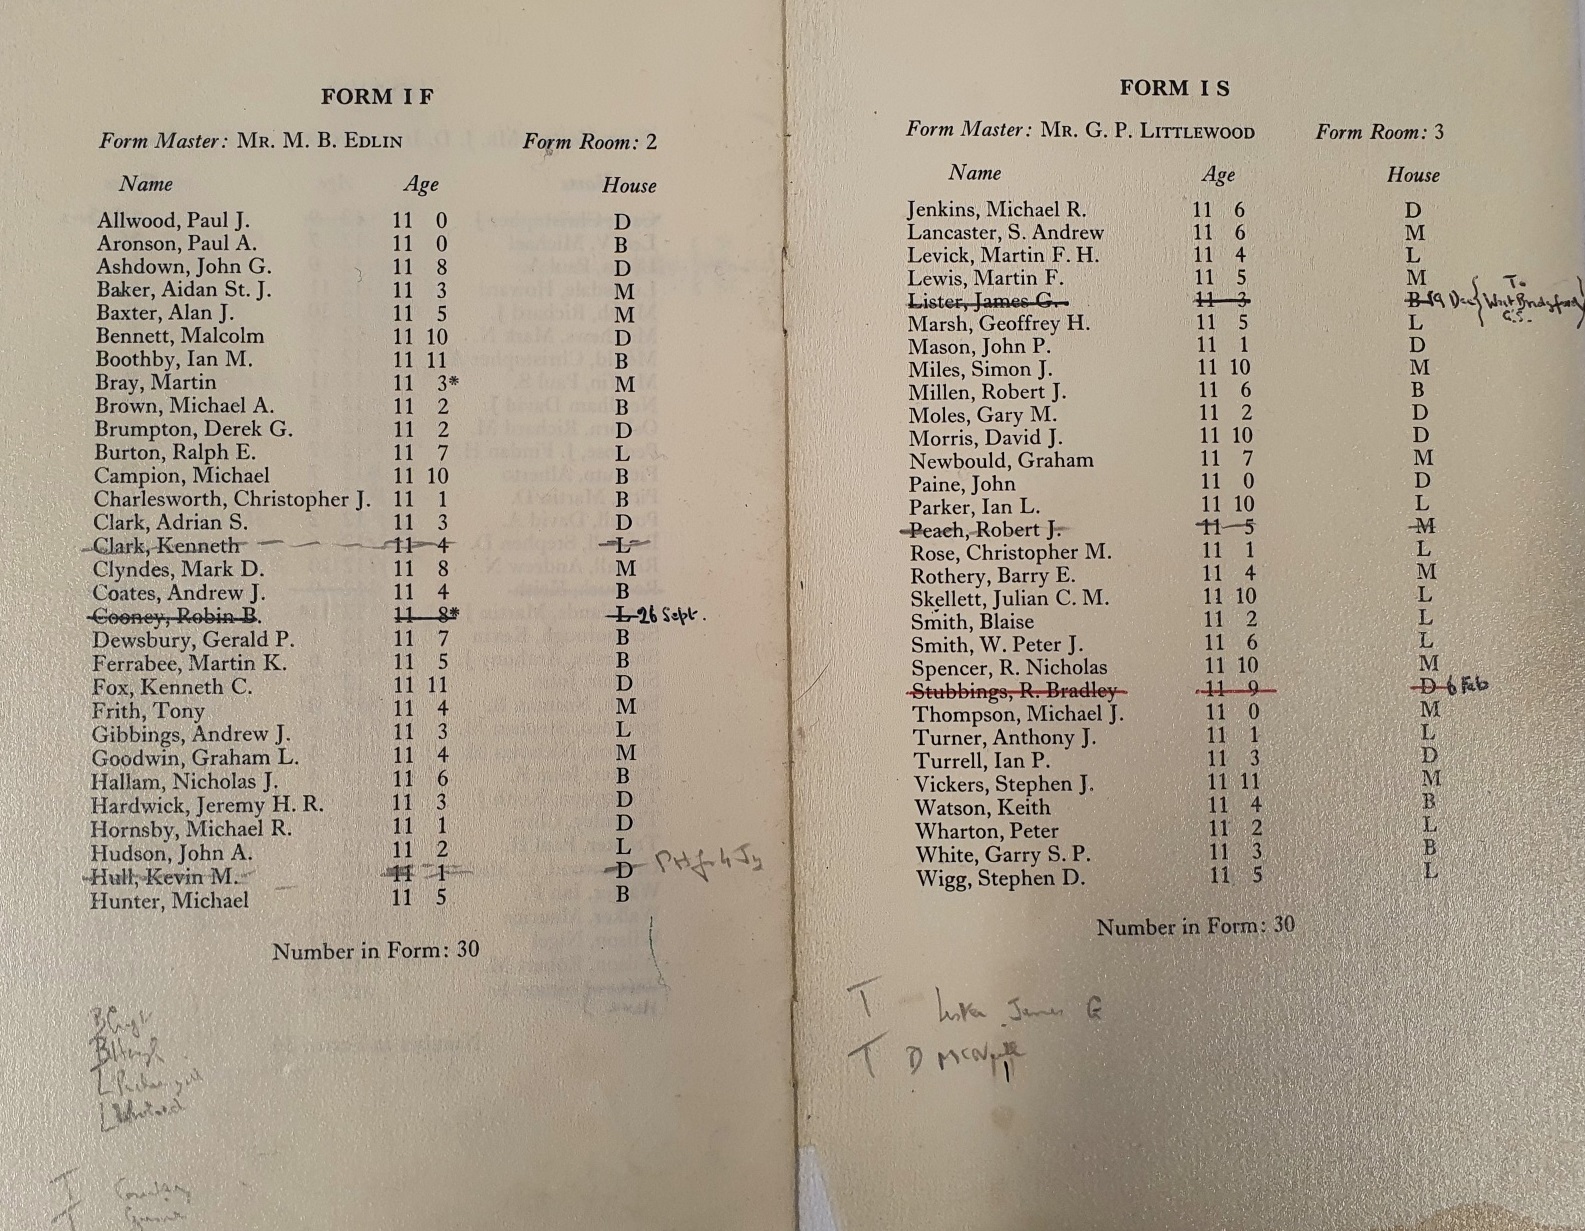 FORM I F
Form Master: MR. M. B. EDLIN Form Room: 2
Name Age House
Allwood, Paul J. 11 0 D
Aronson, Paul A. 11 0 B
Ashdown, John G. 11 8 D
Baker, Aidan St. J. 11 3 M
Baxter, Alan J. 11 5 M
Bennett, Malcolm 11 10 D
Boothby, Ian M. 11 11 B
Bray, Martin 11 3* M
Brown, Michael A. 11 2 B
Brumpton, Derek G. 11 2 D
Burton, Ralph E. 11 7 L
Campion, Michael 11 10 B
Charlesworth, Christopher J. 11 1 B
Clark, Adrian S. 11 3 D
Clark, Kenneth 11 4 L
Clyndes, Mark D. 11 8 M
Coates, Andrew J. 11 4 B
Cooney, Robin B. 11 8* L 26 Sept.
Dewsbury, Gerald P. 11 7 B
Ferrabee, Martin K. 11 5 B
Fox, Kenneth C. 11 11 D
Frith, Tony 11 4 M
Gibbings, Andrew J. 11 3 L
Goodwin, Graham L. 11 4 M
Hallam, Nicholas J. 11 6 B
Hardwick, Jeremy H. R. 11 3 D
Hornsby, Michael R. 11 1 D
Hudson, John A. 11 2 L
Hull, Kevin M. 11 1 D
Hunter, Michael 11 5 B
Number in Form: 30
FORM I S
Form Master: MR. G. P. LITTLEWOOD Form Room: 3
Name Age House
Jenkins, Michael R. 11 6 D
Lancaster, S. Andrew 11 6 M
Levick, Martin F. H. 11 4 L
Lewis, Martin F. 11 5 M
Lister, James G. 11 3 B 19 Dec { To West Bridgford G.S. }
Marsh, Geoffrey H. 11 5 L
Mason, John P. 11 1 D
Miles, Simon J. 11 10 M
Millen, Robert J. 11 6 B
Moles, Gary M. 11 2 D
Morris, David J. 11 10 D
Newbould, Graham 11 7 M
Paine, John 11 0 D
Parker, Ian L. 11 10 L
Peach, Robert J. 11 5 M
Rose, Christopher M. 11 1 L
Rothery, Barry E. 11 4 M
Skellett, Julian C. M. 11 10 L
Smith, Blaise 11 2 L
Smith, W. Peter J. 11 6 L
Spencer, R. Nicholas 11 10 M
Stubbings, R. Bradley 11 9 D 6 Feb
Thompson, Michael J. 11 0 M
Turner, Anthony J. 11 1 L
Turrell, Ian P. 11 3 D
Vickers, Stephen J. 11 11 M
Watson, Keith 11 4 B
Wharton, Peter 11 2 L
White, Garry S. P. 11 3 B
Wigg, Stephen D. 11 5 L
Number in Form: 30
T Lister James G
T D